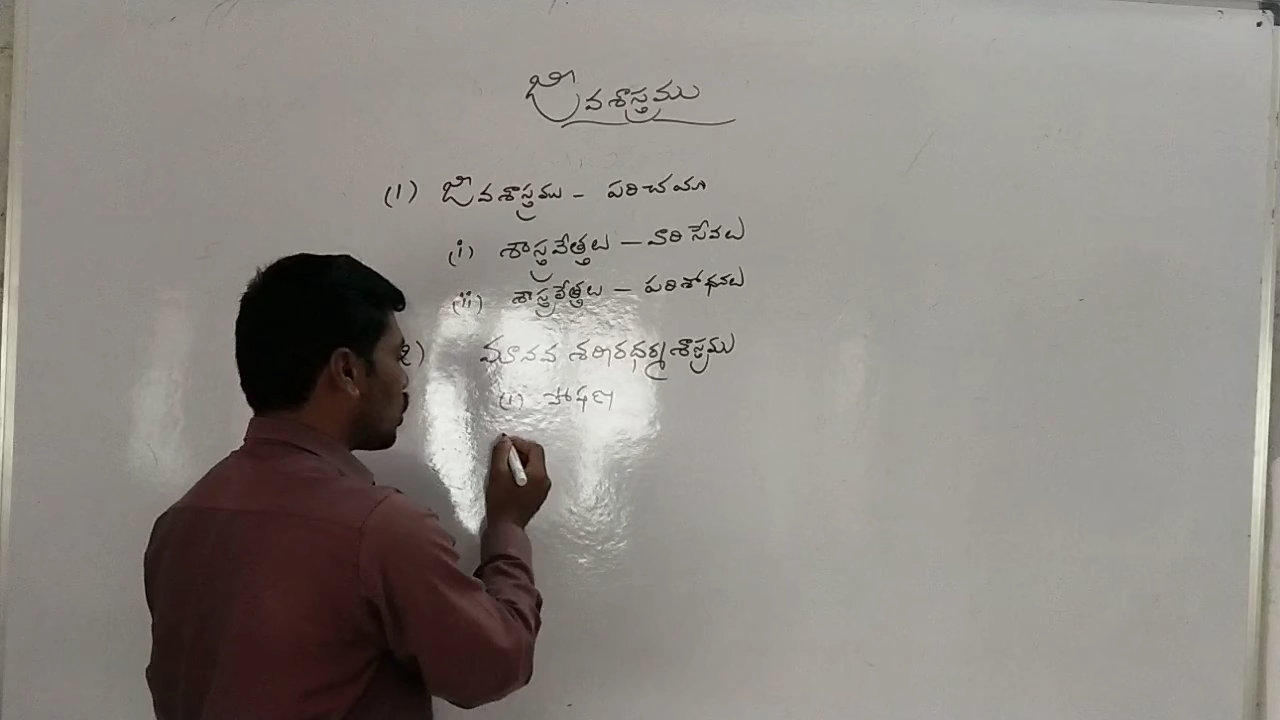 జీవశాస్త్రము
(1) జీవశాస్త్రము - పరిచయం
(i) శాస్త్రవేత్తలు - వారి సేవలు
(ii) శాస్త్రవేత్తలు - పరిశోధనలు
2) మానవ శరీరధర్మశాస్త్రము
(i) పోషణ